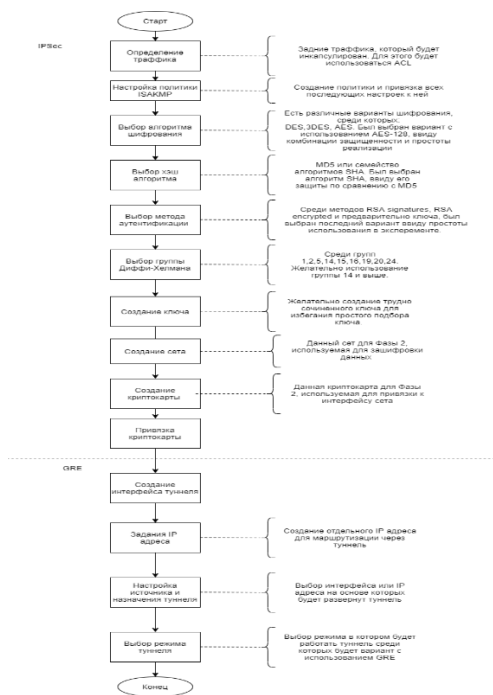 Старт
IPSec
Определение
траффика
Задние траффика, который будет
инкапсулирован. Для этого будет
использоваться ACL
Настройка политики
ISAKMP
Создание политики и привязка всех
последующих настроек к ней
Выбор алгоритма
шифрования
Есть различные варианты шифрования,
среди которых:
DES,3DES, AES. Был выбран вариант с
использованием AES-128, ввиду
комбинации защищенности и простоты
реализации
Выбор хэш
алгоритма
MD5 или семейство
алгоритмов SHA. Был выбран
алгоритм SHA, ввиду его
защиты по сравнению с MD5
Выбор метода
аутентификации
Среди методов RSA signatures, RSA
encrypted и предварительно ключа, был
выбран последний вариант ввиду простоты
использования в эксперементе.
Выбор группы
Диффи-Хелмана
Среди групп
1,2,5,14,15,16,19,20,24.
Желательно использование
группы 14 и выше.
Создание ключа
Желательно создание трудно
сочиненного ключа для
избегания простого подбора
ключа
Создание сета
Данный сет для Фазы 2,
используемая для зашифровки
данных
Создание
криптокарты
Данная криптокарта для Фазы
2, используемая для привязки к
интерфейсу сета
Привязка
криптокарты
GRE
Создание
интерфейса туннеля
Задания IP
адреса
Создание отдельного IP адреса
для маршрутизации через
туннель
Настройка
источника и
назначения туннеля
Выбор интерфейса или IP
адреса на основе которых
будет развернут туннель
Выбор режима
туннеля
Выбор режима в котором будет
работать туннель среди
которых будет вариант с
использованием GRE
Конец